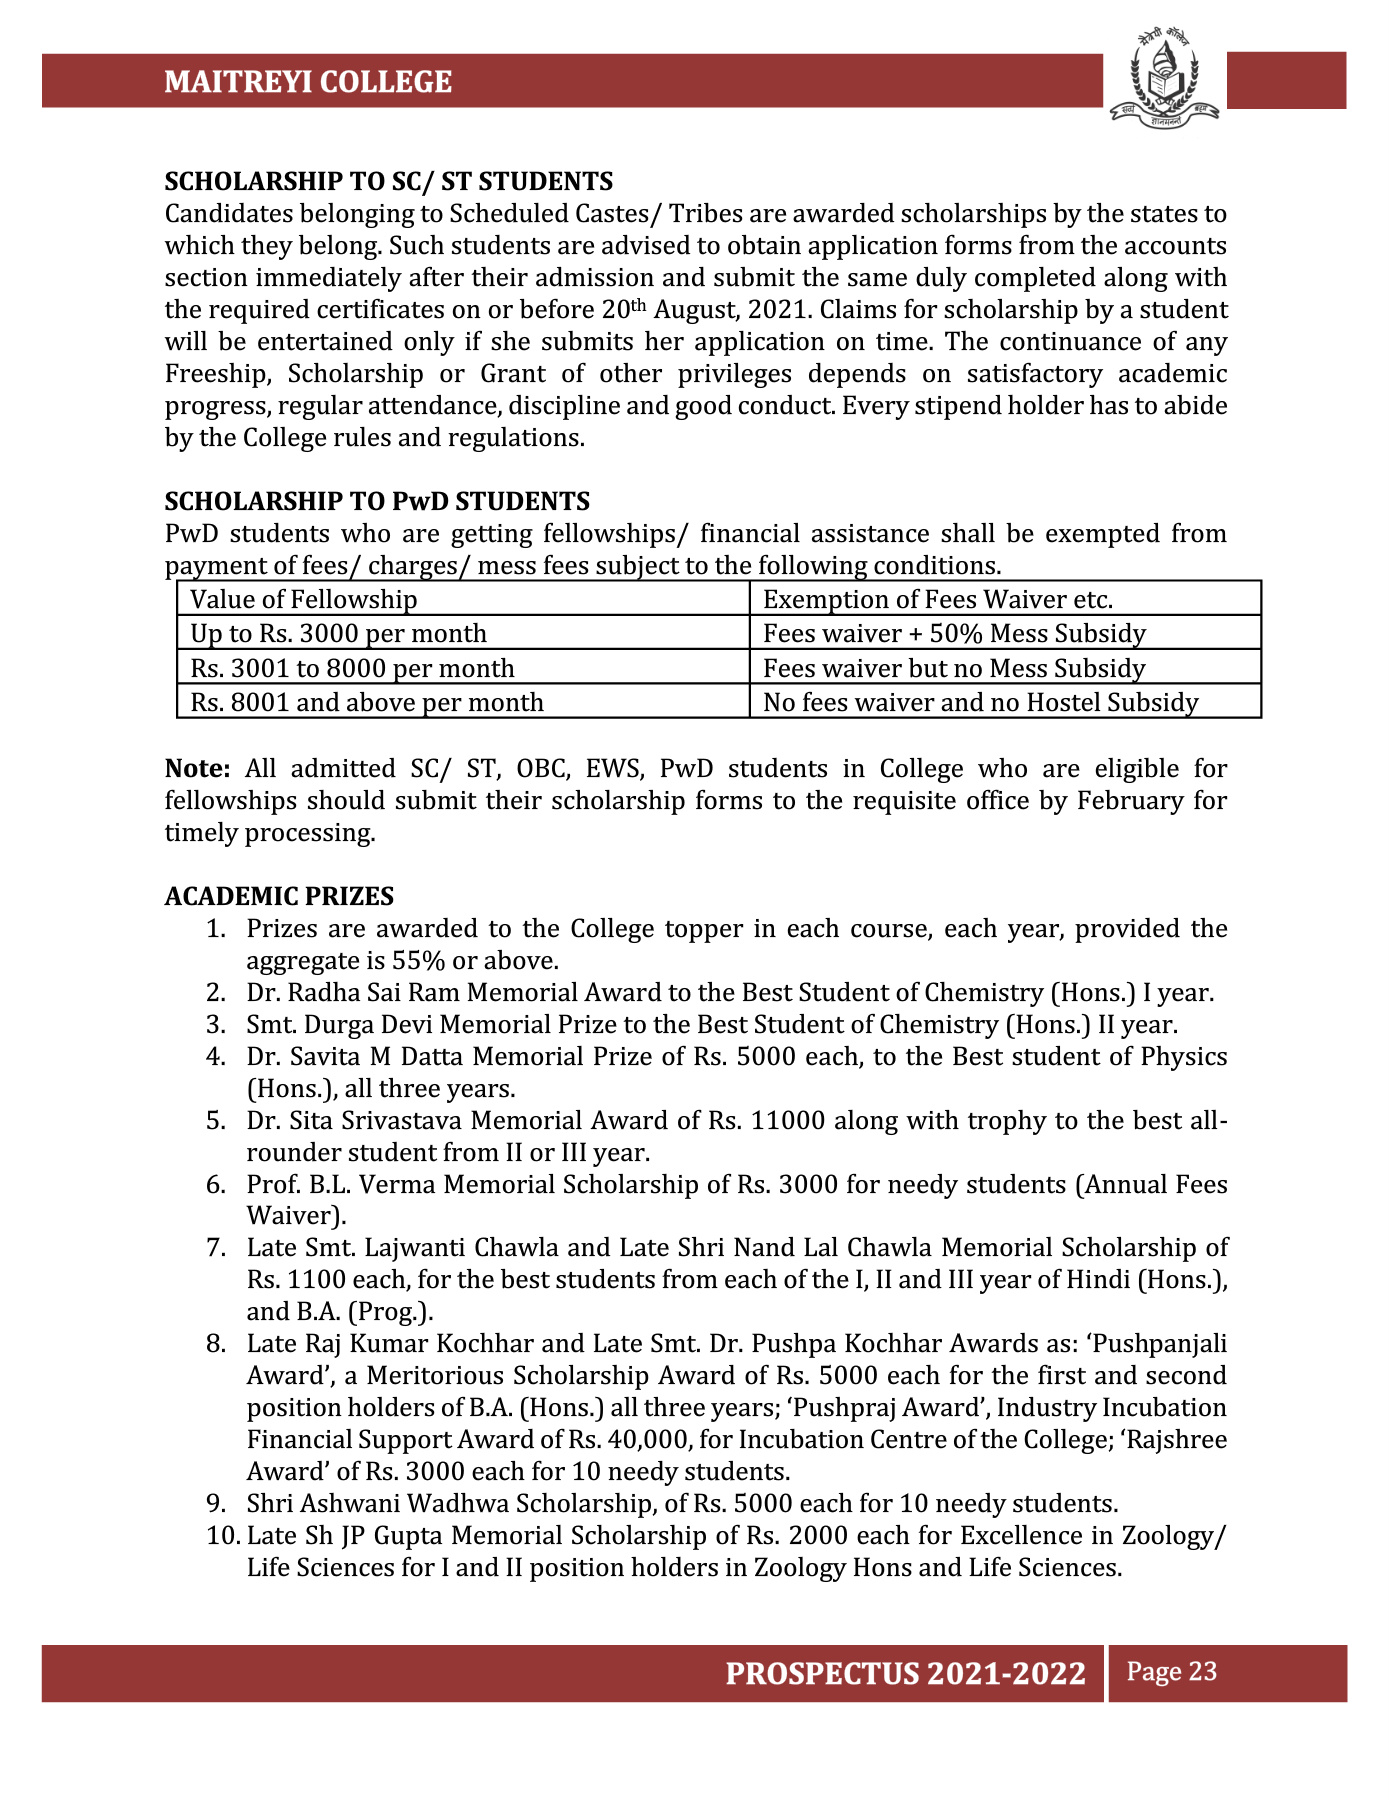 MAITREYI COLLEGE
मैत्रेयी कॉलेज
सत्यं
ज्ञानमनन्तं
ब्रह्म
SCHOLARSHIP TO SC/ ST STUDENTS
Candidates belonging to Scheduled Castes/ Tribes are awarded scholarships by the states to
which they belong. Such students are advised to obtain application forms from the accounts
section immediately after their admission and submit the same duly completed along with
the required certificates on or before 20th August, 2021. Claims for scholarship by a student
will be entertained only if she submits her application on time. The continuance of any
Freeship, Scholarship or Grant of other privileges depends on satisfactory academic
progress, regular attendance, discipline and good conduct. Every stipend holder has to abide
by the College rules and regulations.
SCHOLARSHIP TO PwD STUDENTS
PwD students who are getting fellowships/ financial assistance shall be exempted from
payment of fees/ charges/ mess fees subject to the following conditions.
Value of Fellowship Exemption of Fees Waiver etc.
Up to Rs. 3000 per month Fees waiver + 50% Mess Subsidy
Rs. 3001 to 8000 per month Fees waiver but no Mess Subsidy
Rs. 8001 and above per month No fees waiver and no Hostel Subsidy
Note: All admitted SC/ ST, OBC, EWS, PwD students in College who are eligible for
fellowships should submit their scholarship forms to the requisite office by February for
timely processing.
ACADEMIC PRIZES
1. Prizes are awarded to the College topper in each course, each year, provided the
aggregate is 55% or above.
2. Dr. Radha Sai Ram Memorial Award to the Best Student of Chemistry (Hons.) I year.
3. Smt. Durga Devi Memorial Prize to the Best Student of Chemistry (Hons.) II year.
4. Dr. Savita M Datta Memorial Prize of Rs. 5000 each, to the Best student of Physics
(Hons.), all three years.
5. Dr. Sita Srivastava Memorial Award of Rs. 11000 along with trophy to the best all-
rounder student from II or III year.
6. Prof. B.L. Verma Memorial Scholarship of Rs. 3000 for needy students (Annual Fees
Waiver).
7. Late Smt. Lajwanti Chawla and Late Shri Nand Lal Chawla Memorial Scholarship of
Rs. 1100 each, for the best students from each of the I, II and III year of Hindi (Hons.),
and B.A. (Prog.).
8. Late Raj Kumar Kochhar and Late Smt. Dr. Pushpa Kochhar Awards as: ‘Pushpanjali
Award’, a Meritorious Scholarship Award of Rs. 5000 each for the first and second
position holders of B.A. (Hons.) all three years; ‘Pushpraj Award’, Industry Incubation
Financial Support Award of Rs. 40,000, for Incubation Centre of the College; ‘Rajshree
Award’ of Rs. 3000 each for 10 needy students.
9. Shri Ashwani Wadhwa Scholarship, of Rs. 5000 each for 10 needy students.
10. Late Sh JP Gupta Memorial Scholarship of Rs. 2000 each for Excellence in Zoology/
Life Sciences for I and II position holders in Zoology Hons and Life Sciences.
PROSPECTUS 2021-2022 Page 23